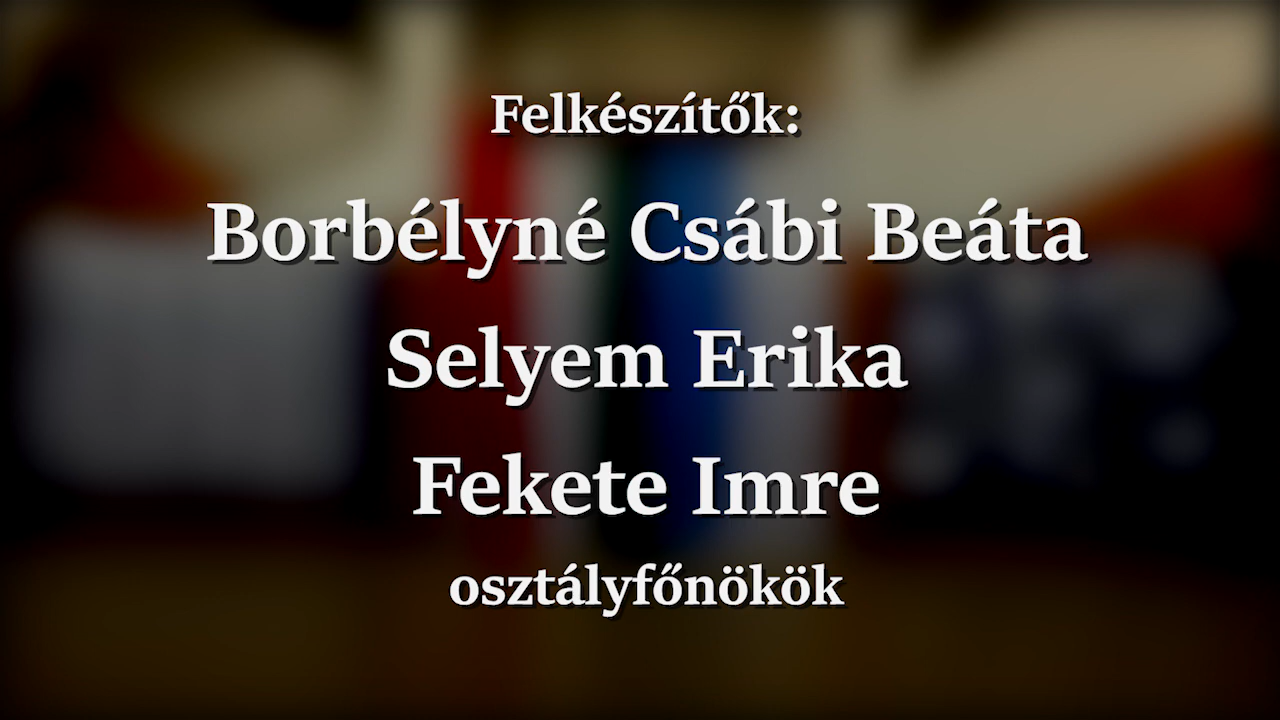 Felkészítők:
Borbélyné Csábi Beáta
Selyem Erika
Fekete Imre
osztályfőnökök